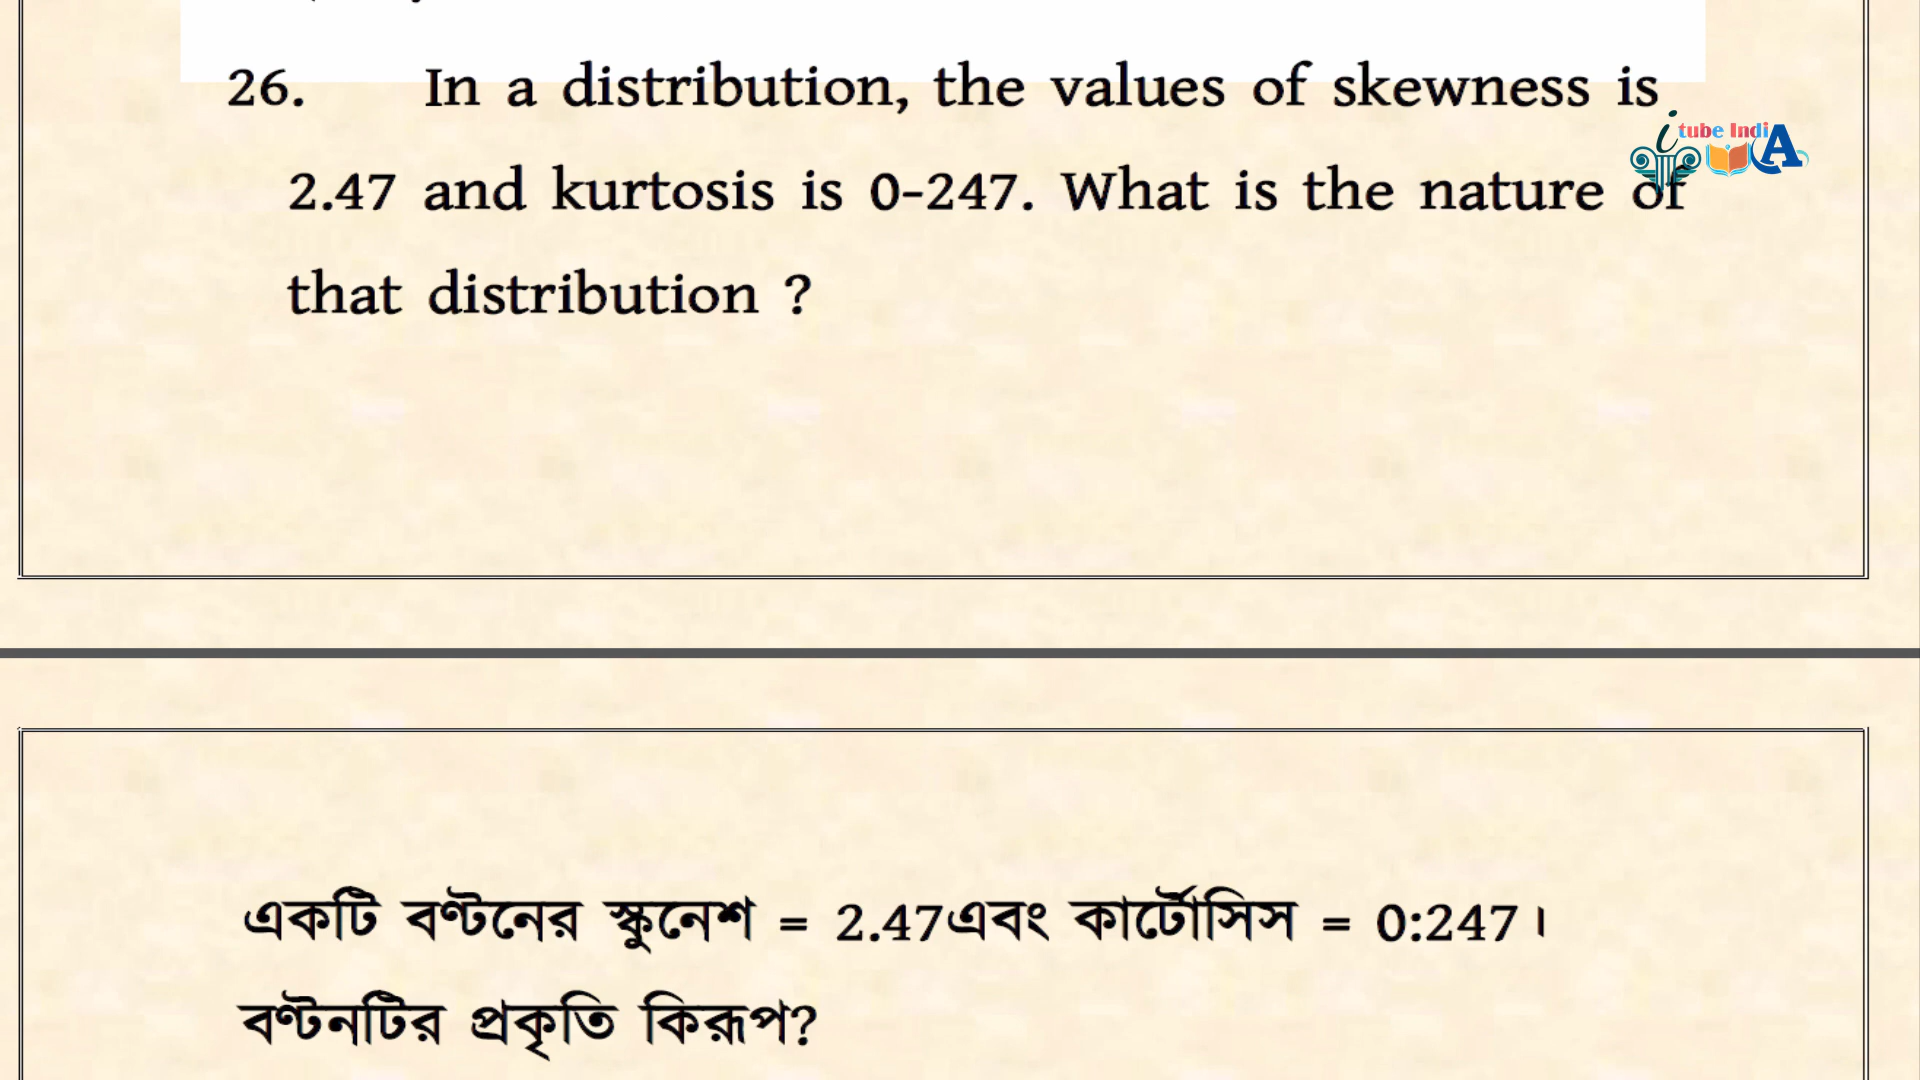 26. In a distribution, the values of skewness is
i tube IndiA
2.47 and kurtosis is 0-247. What is the nature of
that distribution ?
একটি বণ্টনের স্কুনেশ = 2.47এবং কার্টোসিস = 0:247।
বণ্টনটির প্রকৃতি কিরূপ?